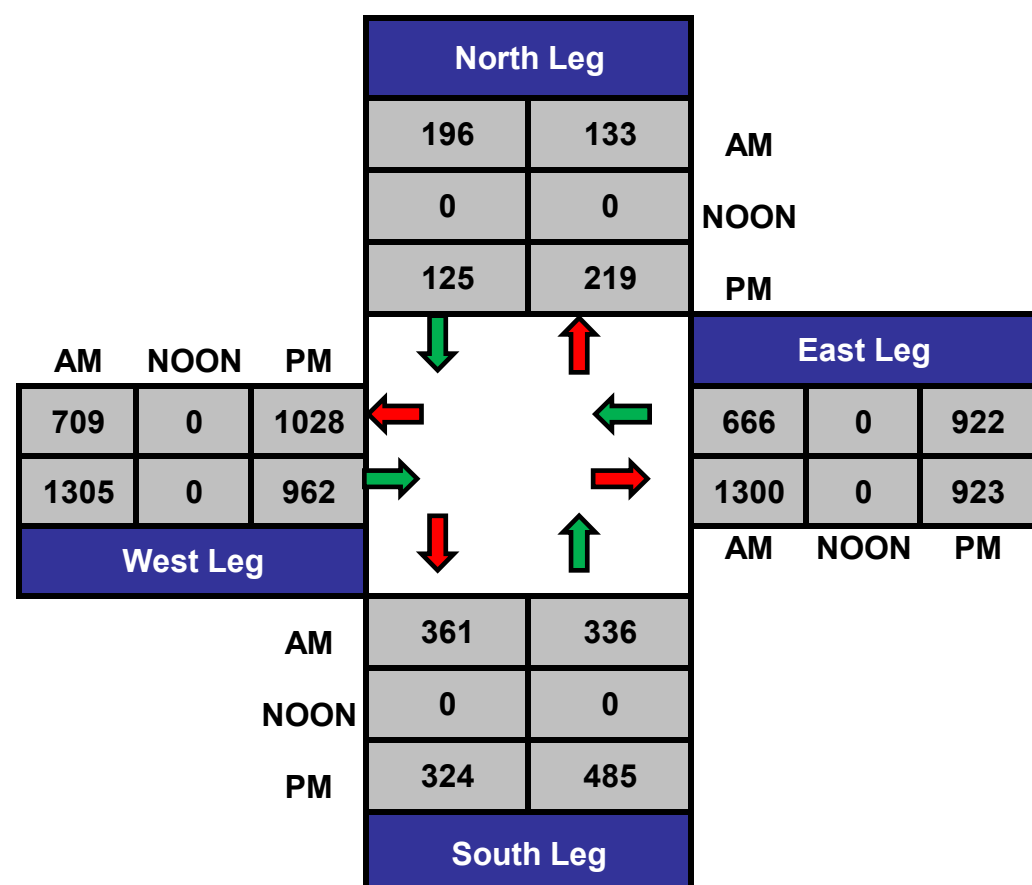 North Leg
196 133 AM
0 0 NOON
125 219 PM
East Leg
AM NOON PM
709 0 1028 666 0 922
1305 0 962 1300 0 923
West Leg
AM NOON PM
AM 361 336
NOON 0 0
PM 324 485
South Leg